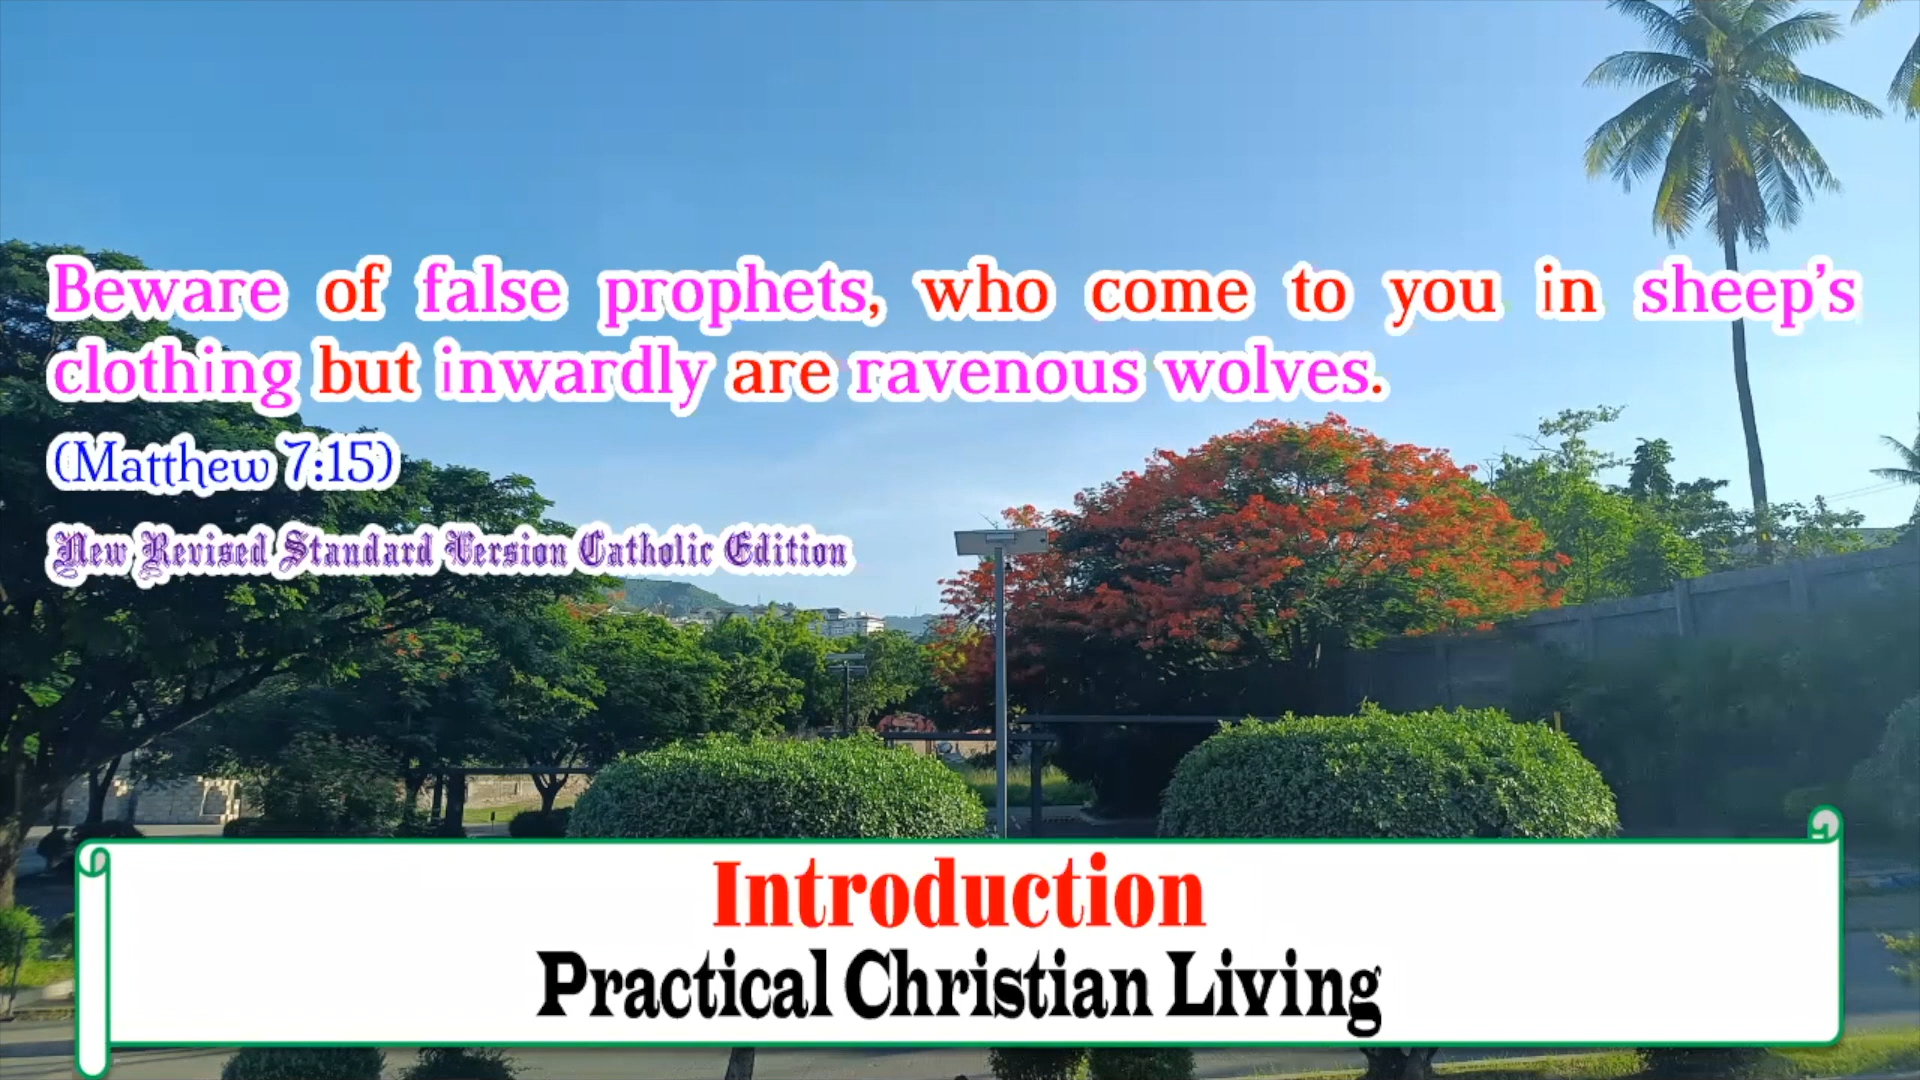 Beware of false prophets, who come to you in sheep's
clothing but inwardly are ravenous wolves.
(Matthew 7:15)
New Revised Standard Version Catholic Edition
Introduction
Practical Christian Living